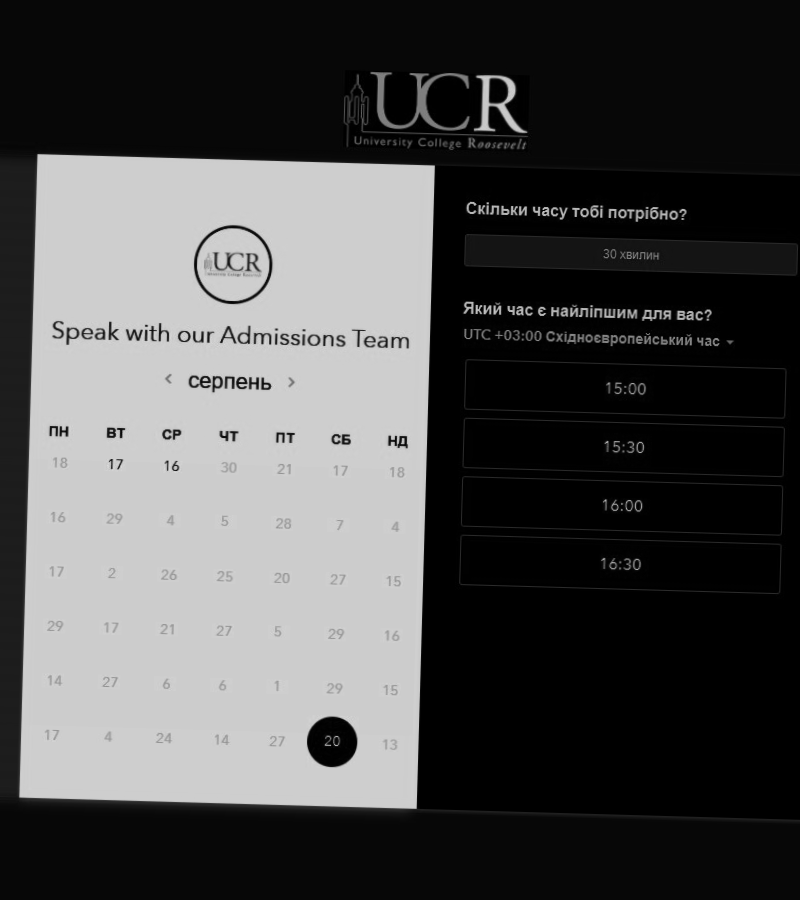 UCR
University College Roosevelt
UCR
University College Roosevelt
Speak with our Admissions Team
серпень
ПН ВТ СР ЧТ ПТ СБ НД
18 17 16 30 21 17 18
16 29 4 5 28 7 4
17 2 26 25 20 27 15
29 17 21 27 5 29 16
14 27 6 6 1 29 15
17 4 24 14 27 20 13
Скільки часу тобі потрібно?
30 хвилин
Який час є найліпшим для вас?
UTC +03:00 Східноєвропейський час
15:00
15:30
16:00
16:30